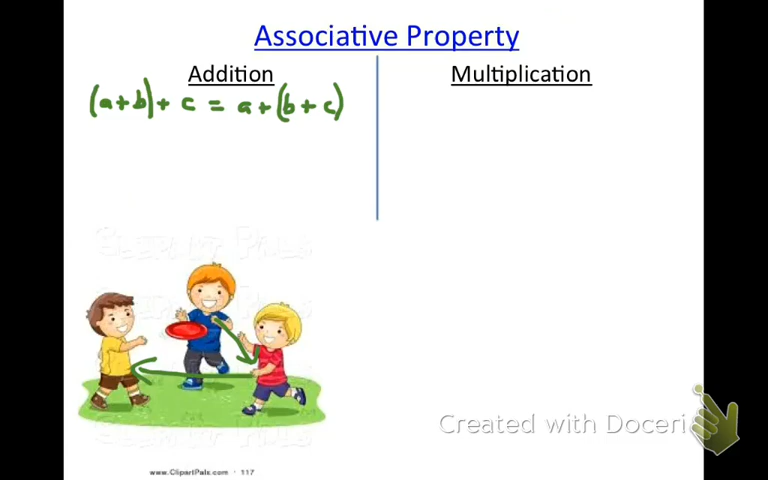 Associative Property
Addition
Multiplication
(a+b)+ c = a+(b+c)
Created with Doceri
www.ClipartPals.com · 117